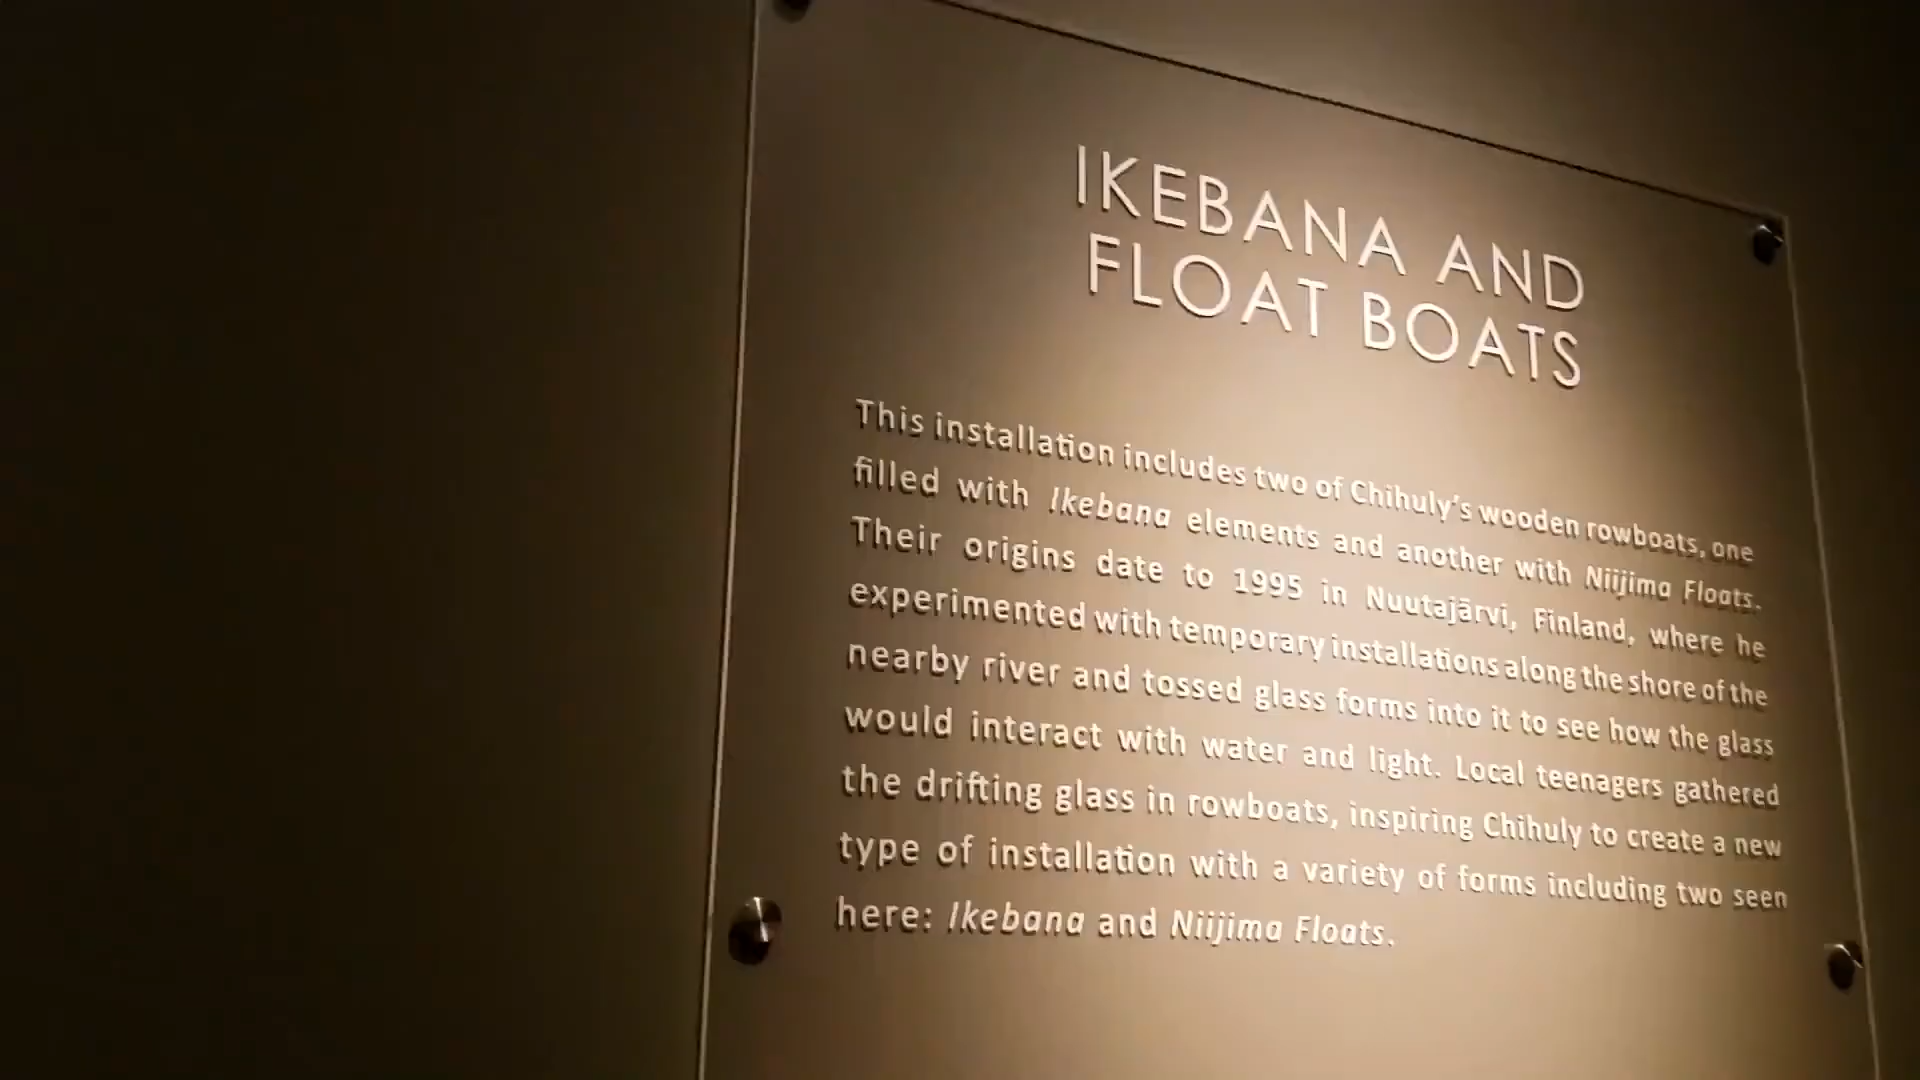 IKEBANA AND
FLOAT BOATS
This installation includes two of Chihuly's wooden rowboats, one
filled with Ikebana elements and another with Niijima Floats.
Their origins date to 1995 in Nuutajärvi, Finland, where he
experimented with temporary installations along the shore of the
nearby river and tossed glass forms into it to see how the glass
would interact with water and light. Local teenagers gathered
the drifting glass in rowboats, inspiring Chihuly to create a new
type of installation with a variety of forms including two seen
here: Ikebana and Niijima Floats.